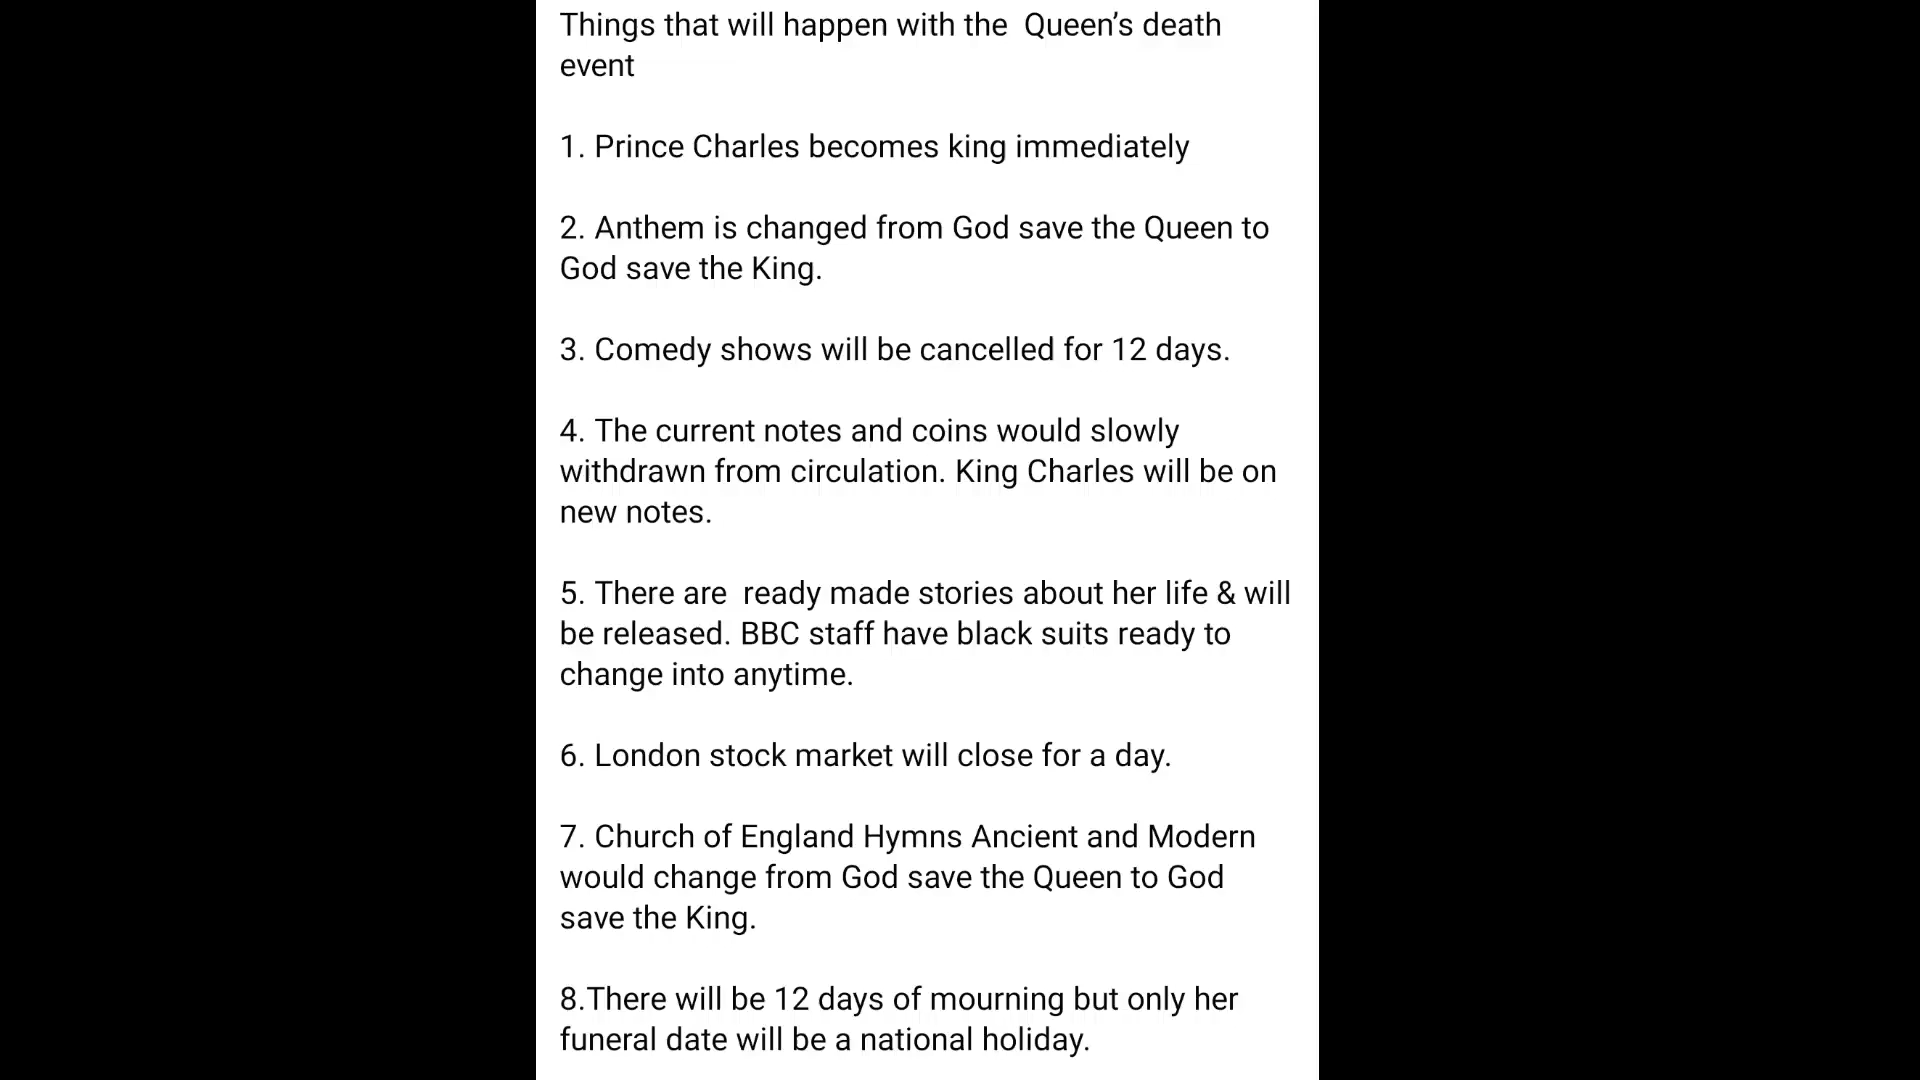 Things that will happen with the  Queen’s death
event
1. Prince Charles becomes king immediately
2. Anthem is changed from God save the Queen to
God save the King.
3. Comedy shows will be cancelled for 12 days.
4. The current notes and coins would slowly
withdrawn from circulation. King Charles will be on
new notes.
5. There are  ready made stories about her life & will
be released. BBC staff have black suits ready to
change into anytime.
6. London stock market will close for a day.
7. Church of England Hymns Ancient and Modern
would change from God save the Queen to God
save the King.
8.There will be 12 days of mourning but only her
funeral date will be a national holiday.